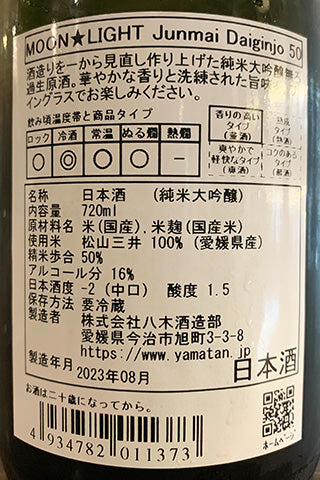 MOON★LIGHT Junmai Daiginjo 50
酒造りを一から見直し作り上げた純米大吟醸無ろ
過生原酒。華やかな香りと洗練された旨味
イングラスでお楽しみください。
飲み頃温度帯と商品タイプ
ロック 冷酒 常温 ぬる燗 熱燗
○ ◎ ○ ○ −
香りの高い
タイプ
(薫酒)
熟成
タイプ
(熟酒)
爽やかで
軽快なタイプ
(爽酒)
コクのある
タイプ
(醇酒)
名称 日本酒 (純米大吟醸)
内容量 720ml
原材料名 米(国産),米麹(国産米)
使用米 松山三井 100% (愛媛県産)
精米歩合 50%
アルコール分 16%
日本酒度 -2 (中口) 酸度 1.5
保存方法 要冷蔵
製造者 株式会社八木酒造部
愛媛県今治市旭町3-3-8
https://www.yamatan.jp
製造年月 2023年08月
日本酒
お酒は二十歳になってから。
4 934782 011373
ホームページ